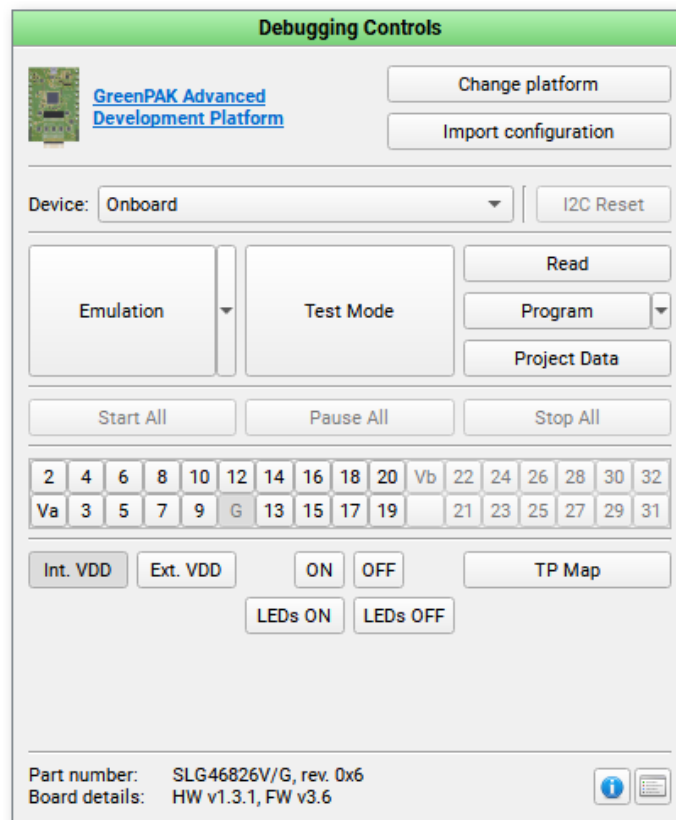 Debugging Controls
GreenPAK Advanced
Development Platform
Change platform
Import configuration
Device: Onboard I2C Reset
Emulation Test Mode
Read
Program
Project Data
Start All Pause All Stop All
2 4 6 8 10 12 14 16 18 20 Vb 22 24 26 28 30 32
Va 3 5 7 9 G 13 15 17 19 21 23 25 27 29 31
Int. VDD Ext. VDD ON OFF TP Map
LEDs ON LEDs OFF
Part number: SLG46826V/G, rev. 0x6
Board details: HW v1.3.1, FW v3.6